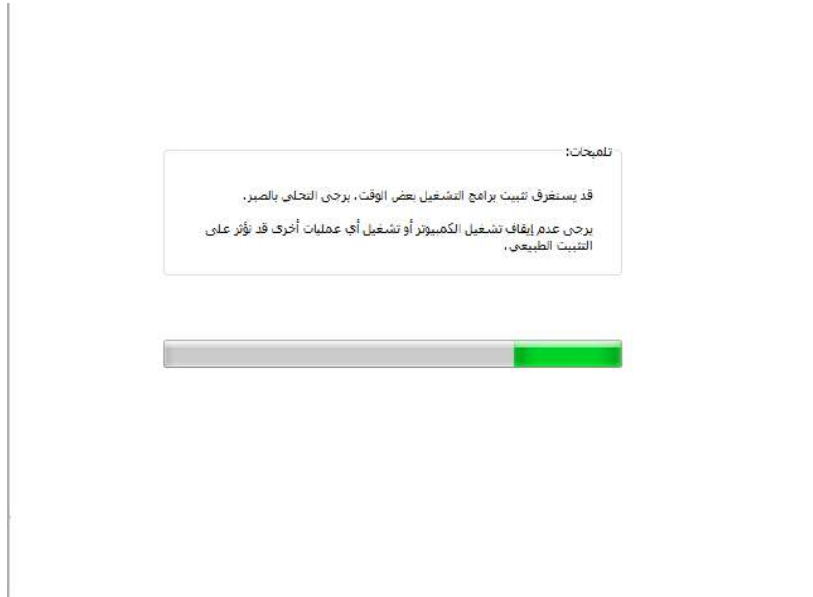 تلميحات:
قد يستغرق تثبيت برامج التشغيل بعض الوقت، يرجى التحلي بالصبر.
يرجى عدم إيقاف تشغيل الكمبيوتر أو تشغيل أي عمليات أخرى قد تؤثر على
التثبيت الطبيعي.